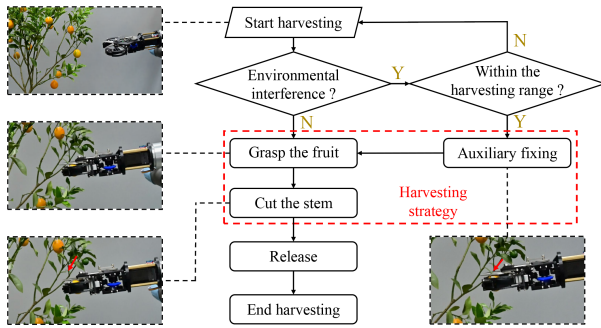 Start harvesting
N
Environmental
interference ?
Y
Within the
harvesting range ?
N
Y
Grasp the fruit
Auxiliary fixing
Cut the stem
Harvesting
strategy
Release
End harvesting